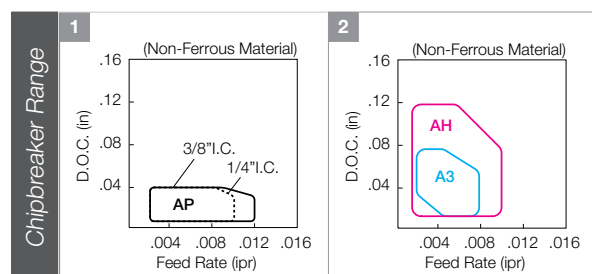 Chipbreaker Range
1
(Non-Ferrous Material)
.16
.12
D.O.C. (in)
.08
3/8"I.C.
1/4"I.C.
.04
AP
.004 .008 .012 .016
Feed Rate (ipr)
2
(Non-Ferrous Material)
.16
.12
D.O.C. (in)
AH
.08
A3
.04
.004 .008 .012 .016
Feed Rate (ipr)